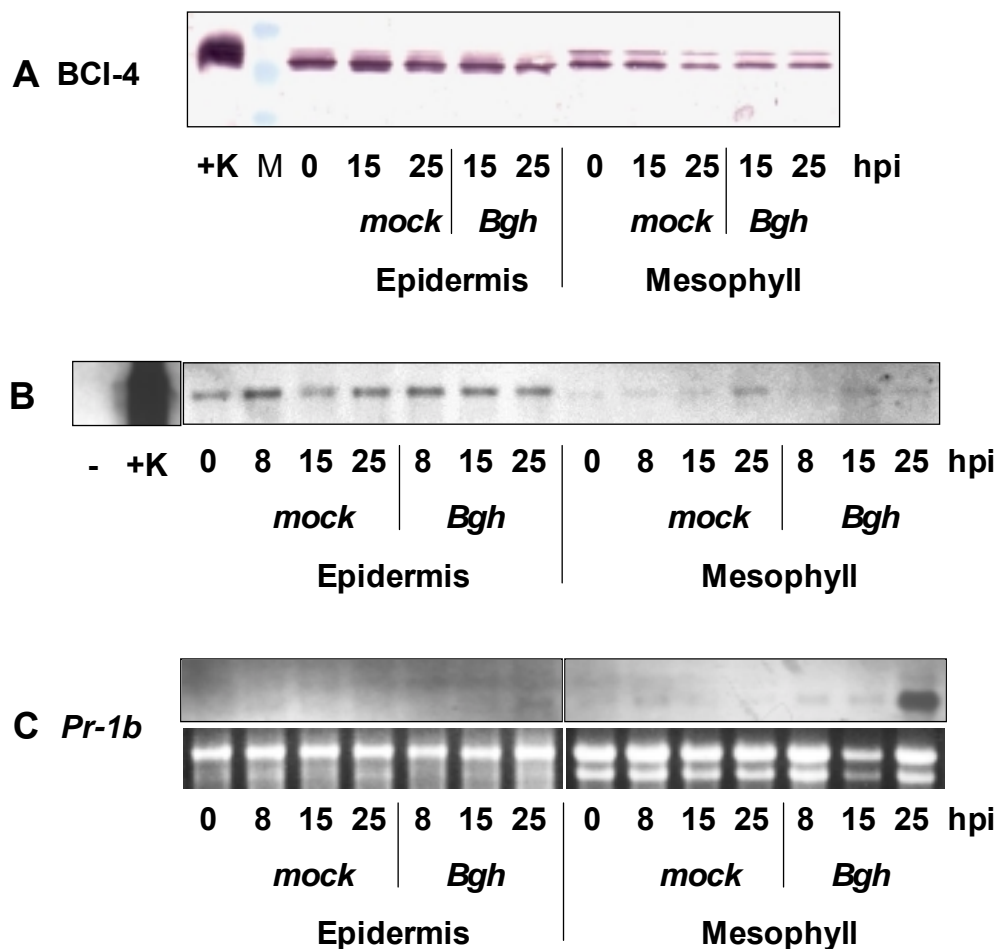 A BCI-4
+K M 0 15 25 15 25 0 15 25 15 25 hpi
mock Bgh mock Bgh
Epidermis Mesophyll
B
- +K 0 8 15 25 8 15 25 0 8 15 25 8 15 25 hpi
mock Bgh mock Bgh
Epidermis Mesophyll
C Pr-1b
0 8 15 25 8 15 25 0 8 15 25 8 15 25 hpi
mock Bgh mock Bgh
Epidermis Mesophyll